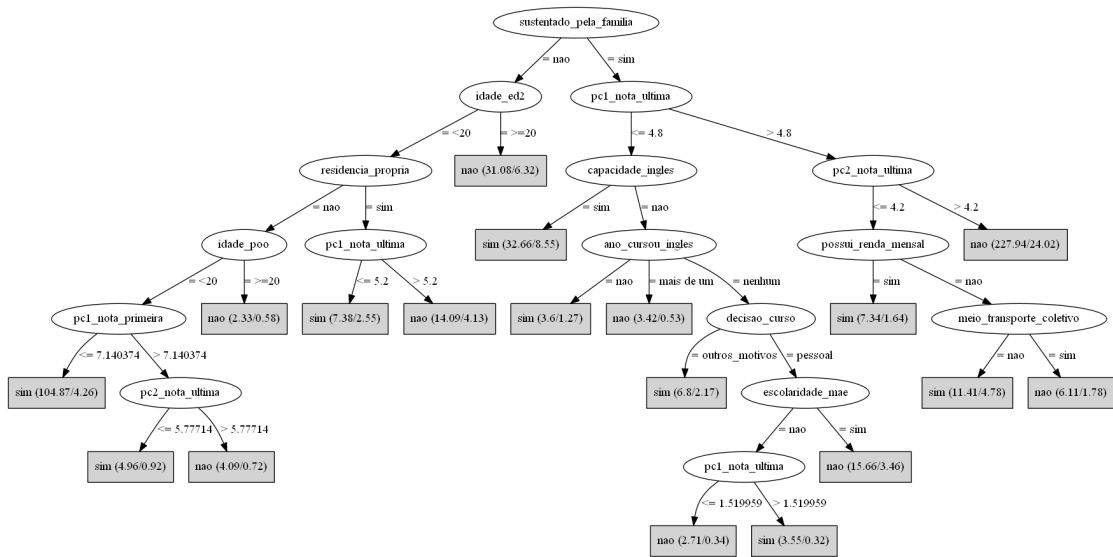 sustentado_pela_familia
= nao
= sim
idade_ed2
pc1_nota_ultima
= <20
= >=20
<= 4.8
> 4.8
residencia_propria
nao (31.08/6.32)
capacidade_ingles
pc2_nota_ultima
= nao
= sim
= sim
= nao
<= 4.2
> 4.2
idade_poo
pc1_nota_ultima
sim (32.66/8.55)
ano_cursou_ingles
possui_renda_mensal
nao (227.94/24.02)
= <20
= >=20
<= 5.2
> 5.2
= nao
= mais de um
= nenhum
= sim
= nao
pc1_nota_primeira
nao (2.33/0.58)
sim (7.38/2.55)
nao (14.09/4.13)
sim (3.6/1.27)
nao (3.42/0.53)
decisao_curso
sim (7.34/1.64)
meio_transporte_coletivo
<= 7.140374
> 7.140374
= outros_motivos
= pessoal
= nao
= sim
sim (104.87/4.26)
pc2_nota_ultima
sim (6.8/2.17)
escolaridade_mae
sim (11.41/4.78)
nao (6.11/1.78)
<= 5.77714
> 5.77714
= nao
= sim
sim (4.96/0.92)
nao (4.09/0.72)
pc1_nota_ultima
nao (15.66/3.46)
<= 1.519959
> 1.519959
nao (2.71/0.34)
sim (3.55/0.32)